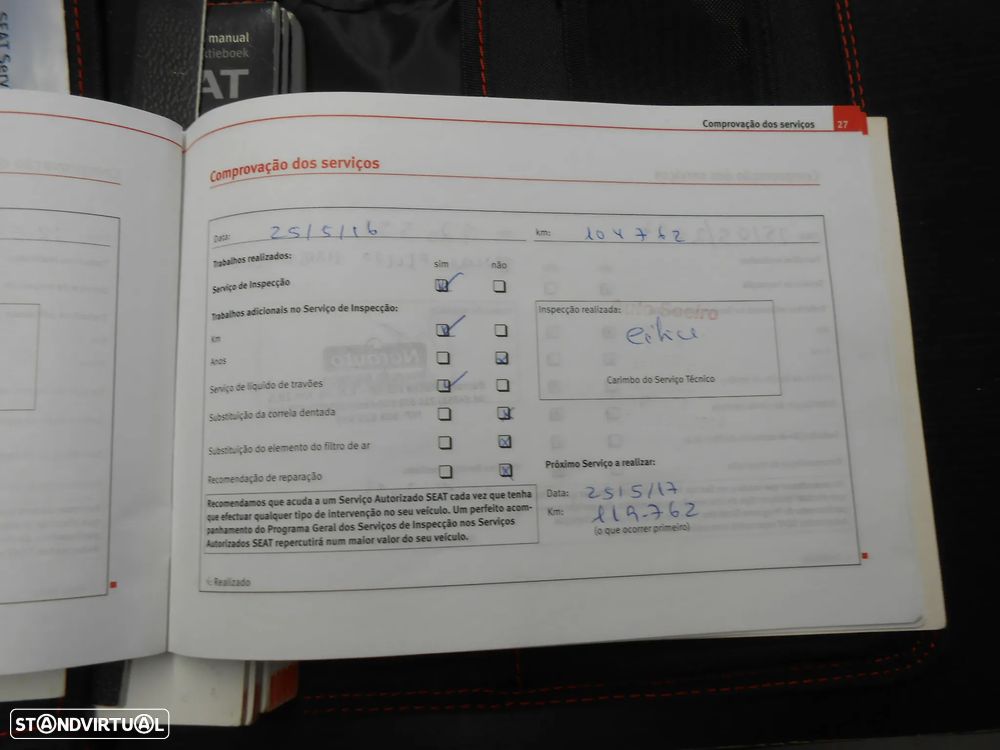 SEAT Serv
manual
tieboek
AT
Comprovação dos serviços 27
Comprovação dos serviços
Data: 25/5/16 km: 104762
Trabalhos realizados: sim não
Serviço de Inspecção
Trabalhos adicionais no Serviço de Inspecção:
Inspecção realizada:
km
Anos
Carimbo do Serviço Técnico
Serviço de líquido de travões
Substituição da correia dentada
Substituição do elemento do filtro de ar
Recomendação de reparação
Próximo Serviço a realizar:
Data: 25/5/17
Km: 119.762
(o que ocorrer primeiro)
Recomendamos que acuda a um Serviço Autorizado SEAT cada vez que tenha
que efectuar qualquer tipo de intervenção no seu veículo. Um perfeito acom-
panhamento do Programa Geral dos Serviços de Inspecção nos Serviços
Autorizados SEAT repercutirá num maior valor do seu veículo.
Realizado
STANDVIRTUAL